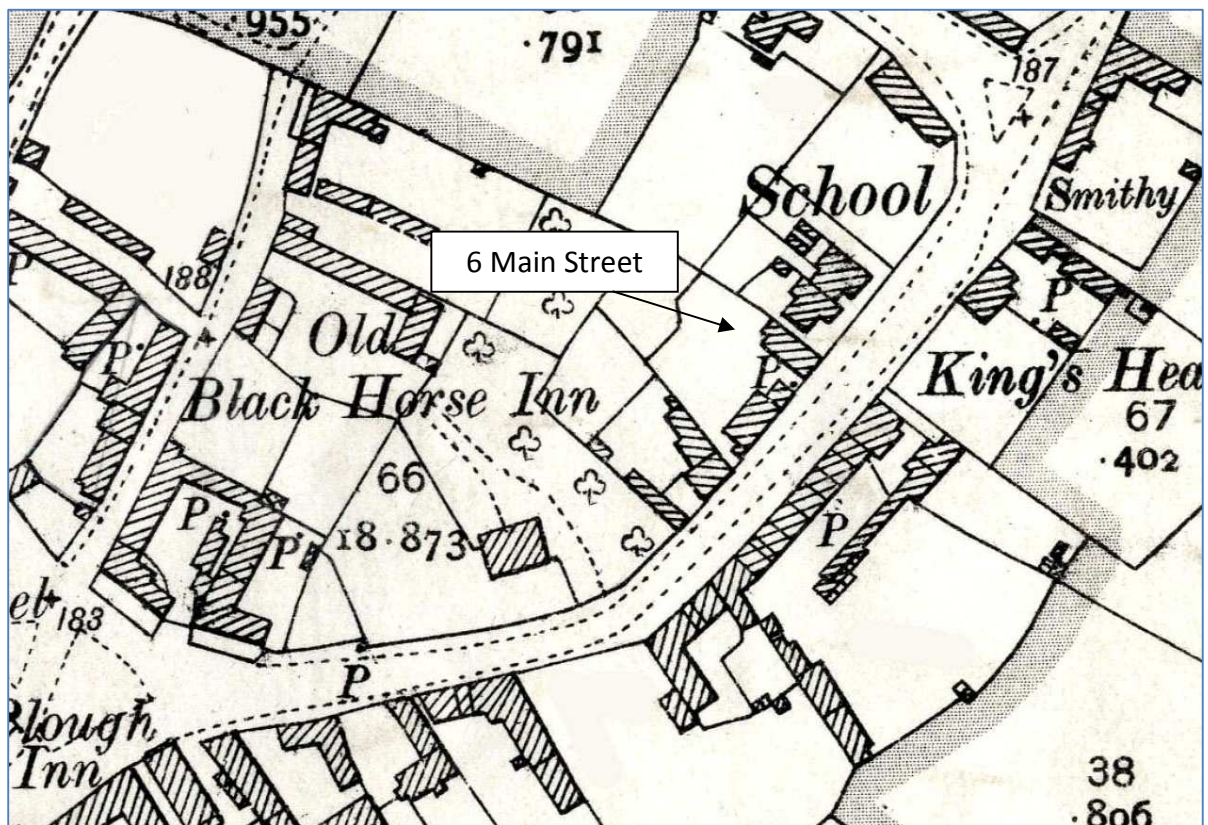 ·955
·791
187
School
Smithy
6 Main Street
P
188
P
Old
Black Horse Inn
P
P
King's Hea
67
·402
66
18·873
P
P
P
183
P
Inn
38
·806